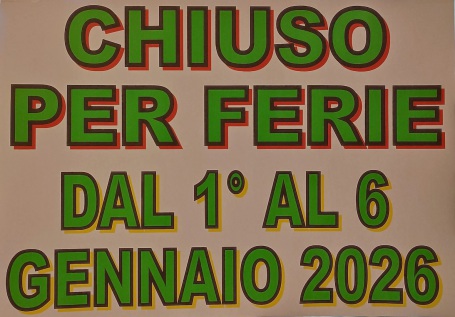 CHIUSO
PER FERIE
DAL 1° AL 6
GENNAIO 2026